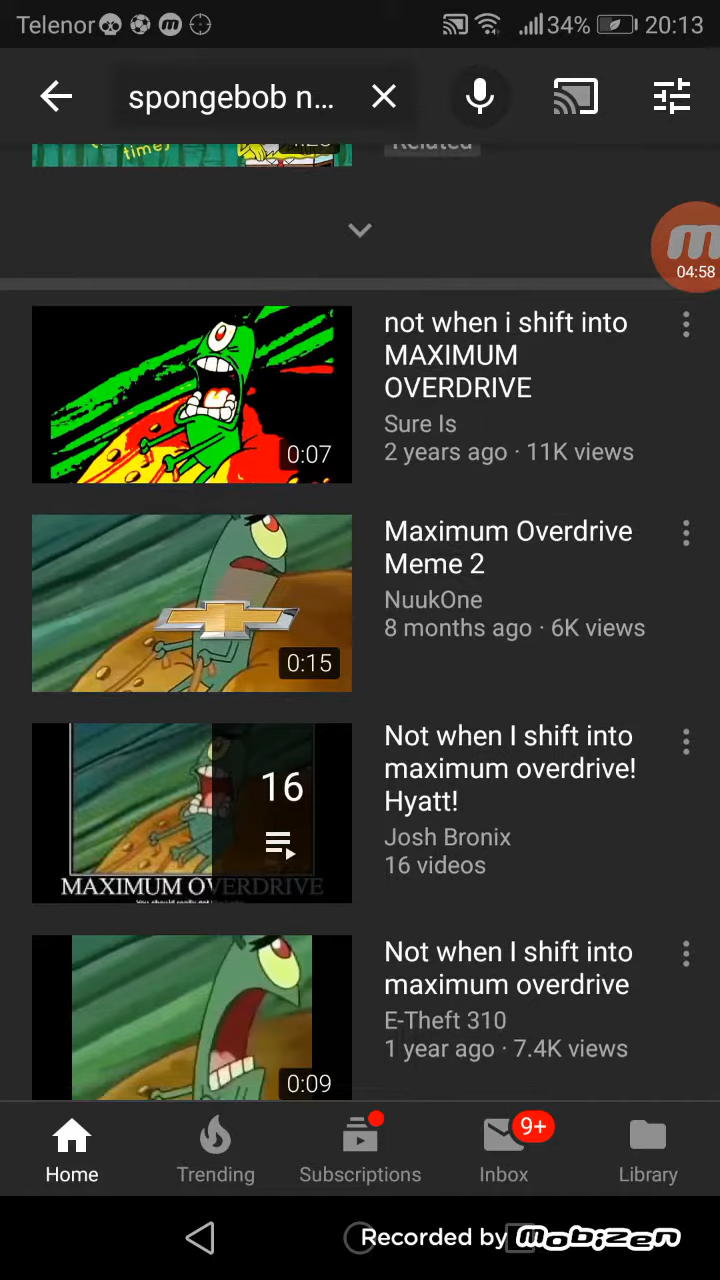 Telenor 34% 20:13
spongebob n...
time)
Related
04:58
not when i shift into
MAXIMUM
OVERDRIVE
Sure Is
2 years ago · 11K views
0:07
Maximum Overdrive
Meme 2
NuukOne
8 months ago · 6K views
0:15
Not when I shift into
maximum overdrive!
Hyatt!
Josh Bronix
16 videos
16
MAXIMUM OVERDRIVE
Not when I shift into
maximum overdrive
E-Theft 310
1 year ago · 7.4K views
0:09
9+
Home Trending Subscriptions Inbox Library
Recorded by mobizen